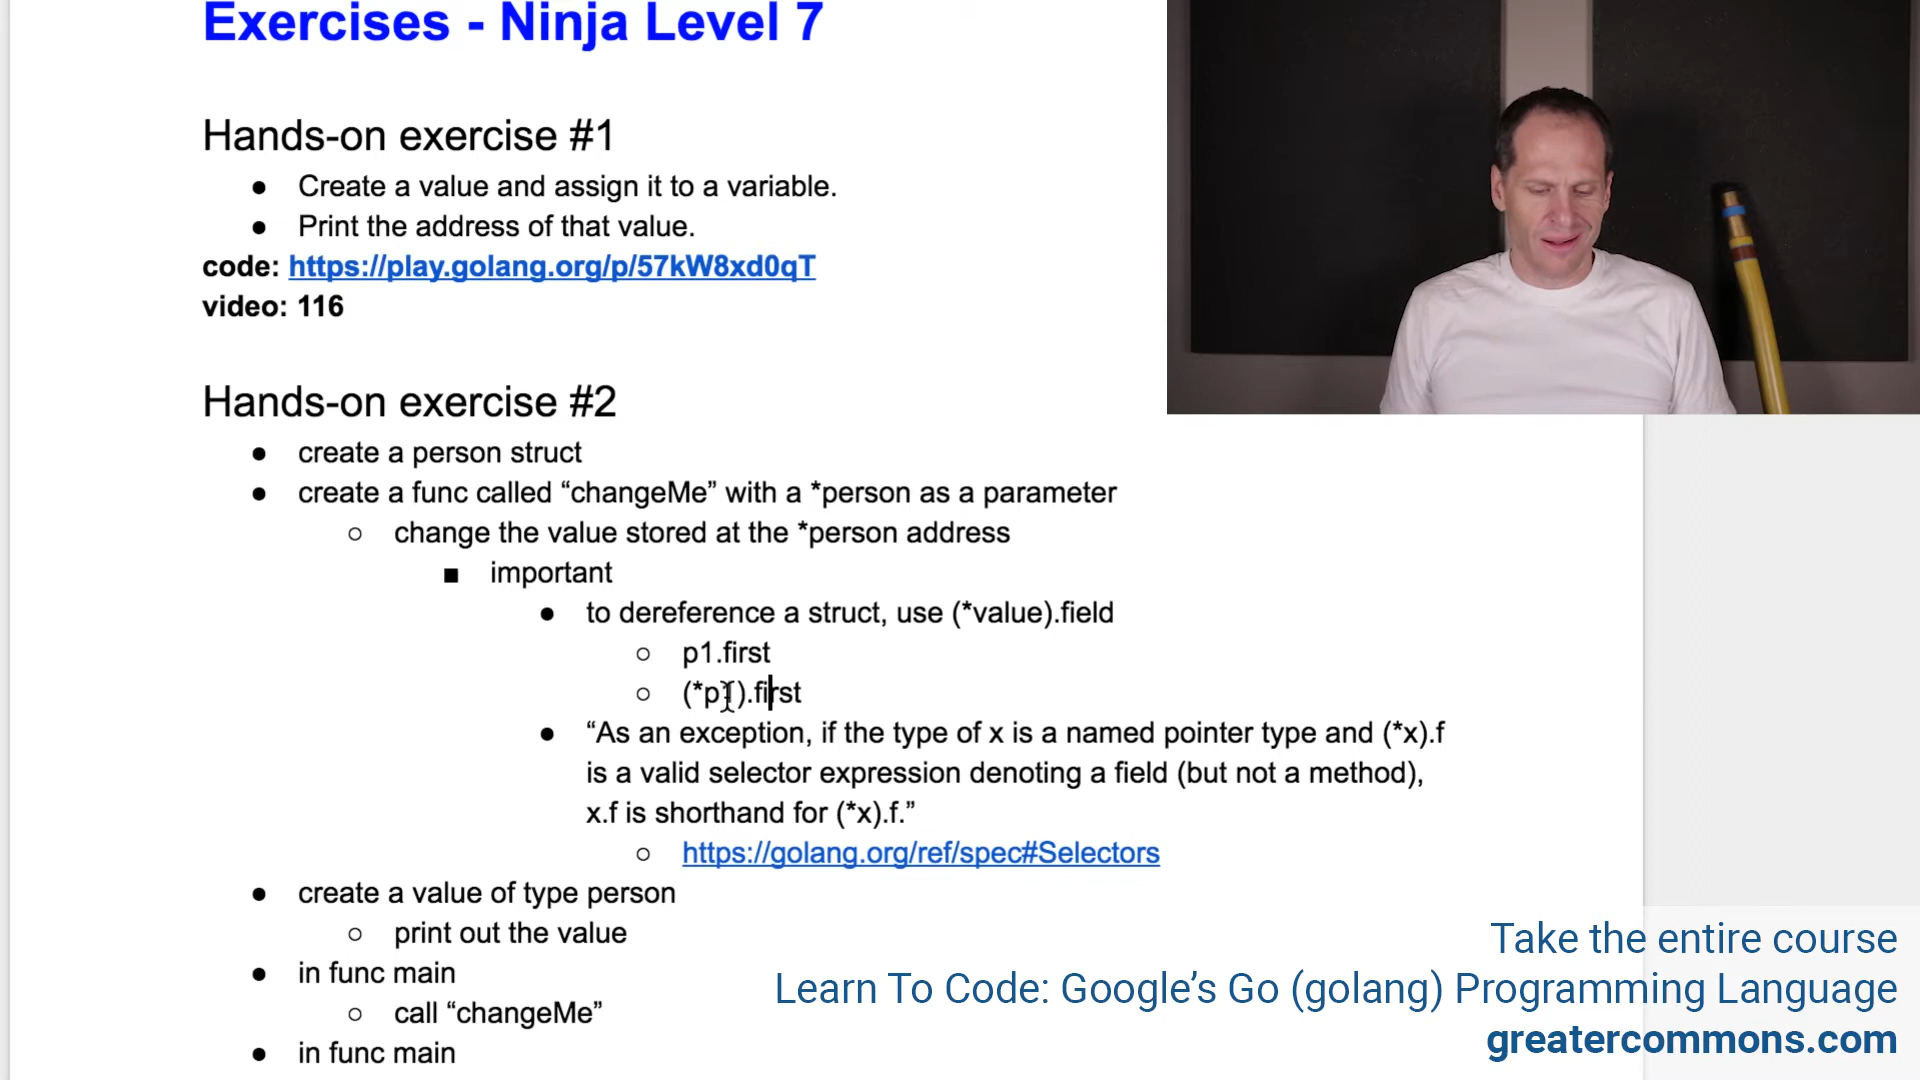 Exercises - Ninja Level 7
Hands-on exercise #1
● Create a value and assign it to a variable.
● Print the address of that value.
code: https://play.golang.org/p/57kW8xd0qT
video: 116
Hands-on exercise #2
● create a person struct
● create a func called “changeMe” with a *person as a parameter
○ change the value stored at the *person address
■ important
● to dereference a struct, use (*value).field
○ p1.first
○ (*p1).first
● “As an exception, if the type of x is a named pointer type and (*x).f
is a valid selector expression denoting a field (but not a method),
x.f is shorthand for (*x).f.”
○ https://golang.org/ref/spec#Selectors
● create a value of type person
○ print out the value
● in func main
○ call “changeMe”
● in func main
Take the entire course
Learn To Code: Google’s Go (golang) Programming Language
greatercommons.com